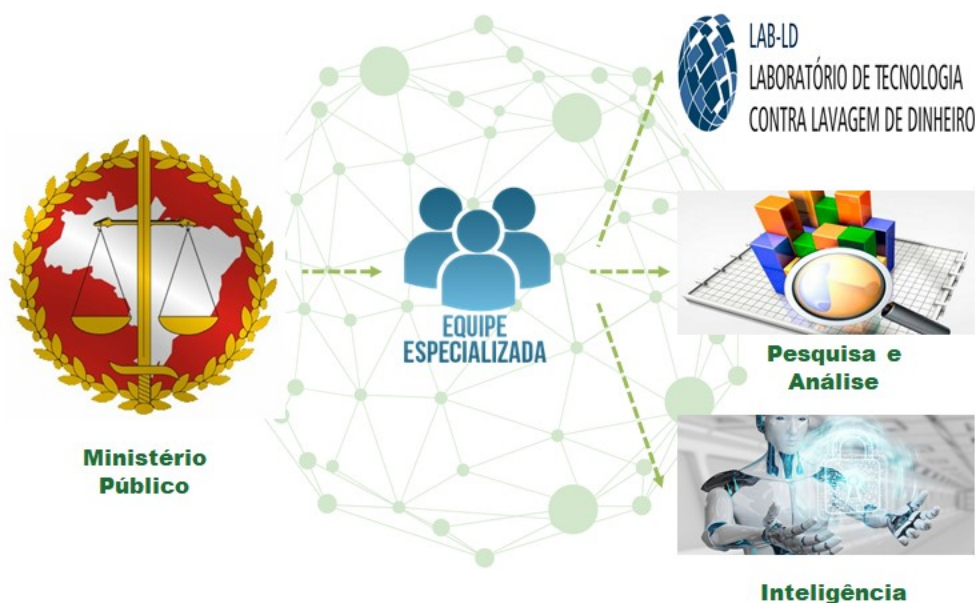 Ministério
Público
EQUIPE
ESPECIALIZADA
LAB-LD
LABORATÓRIO DE TECNOLOGIA
CONTRA LAVAGEM DE DINHEIRO
Pesquisa e
Análise
Inteligência